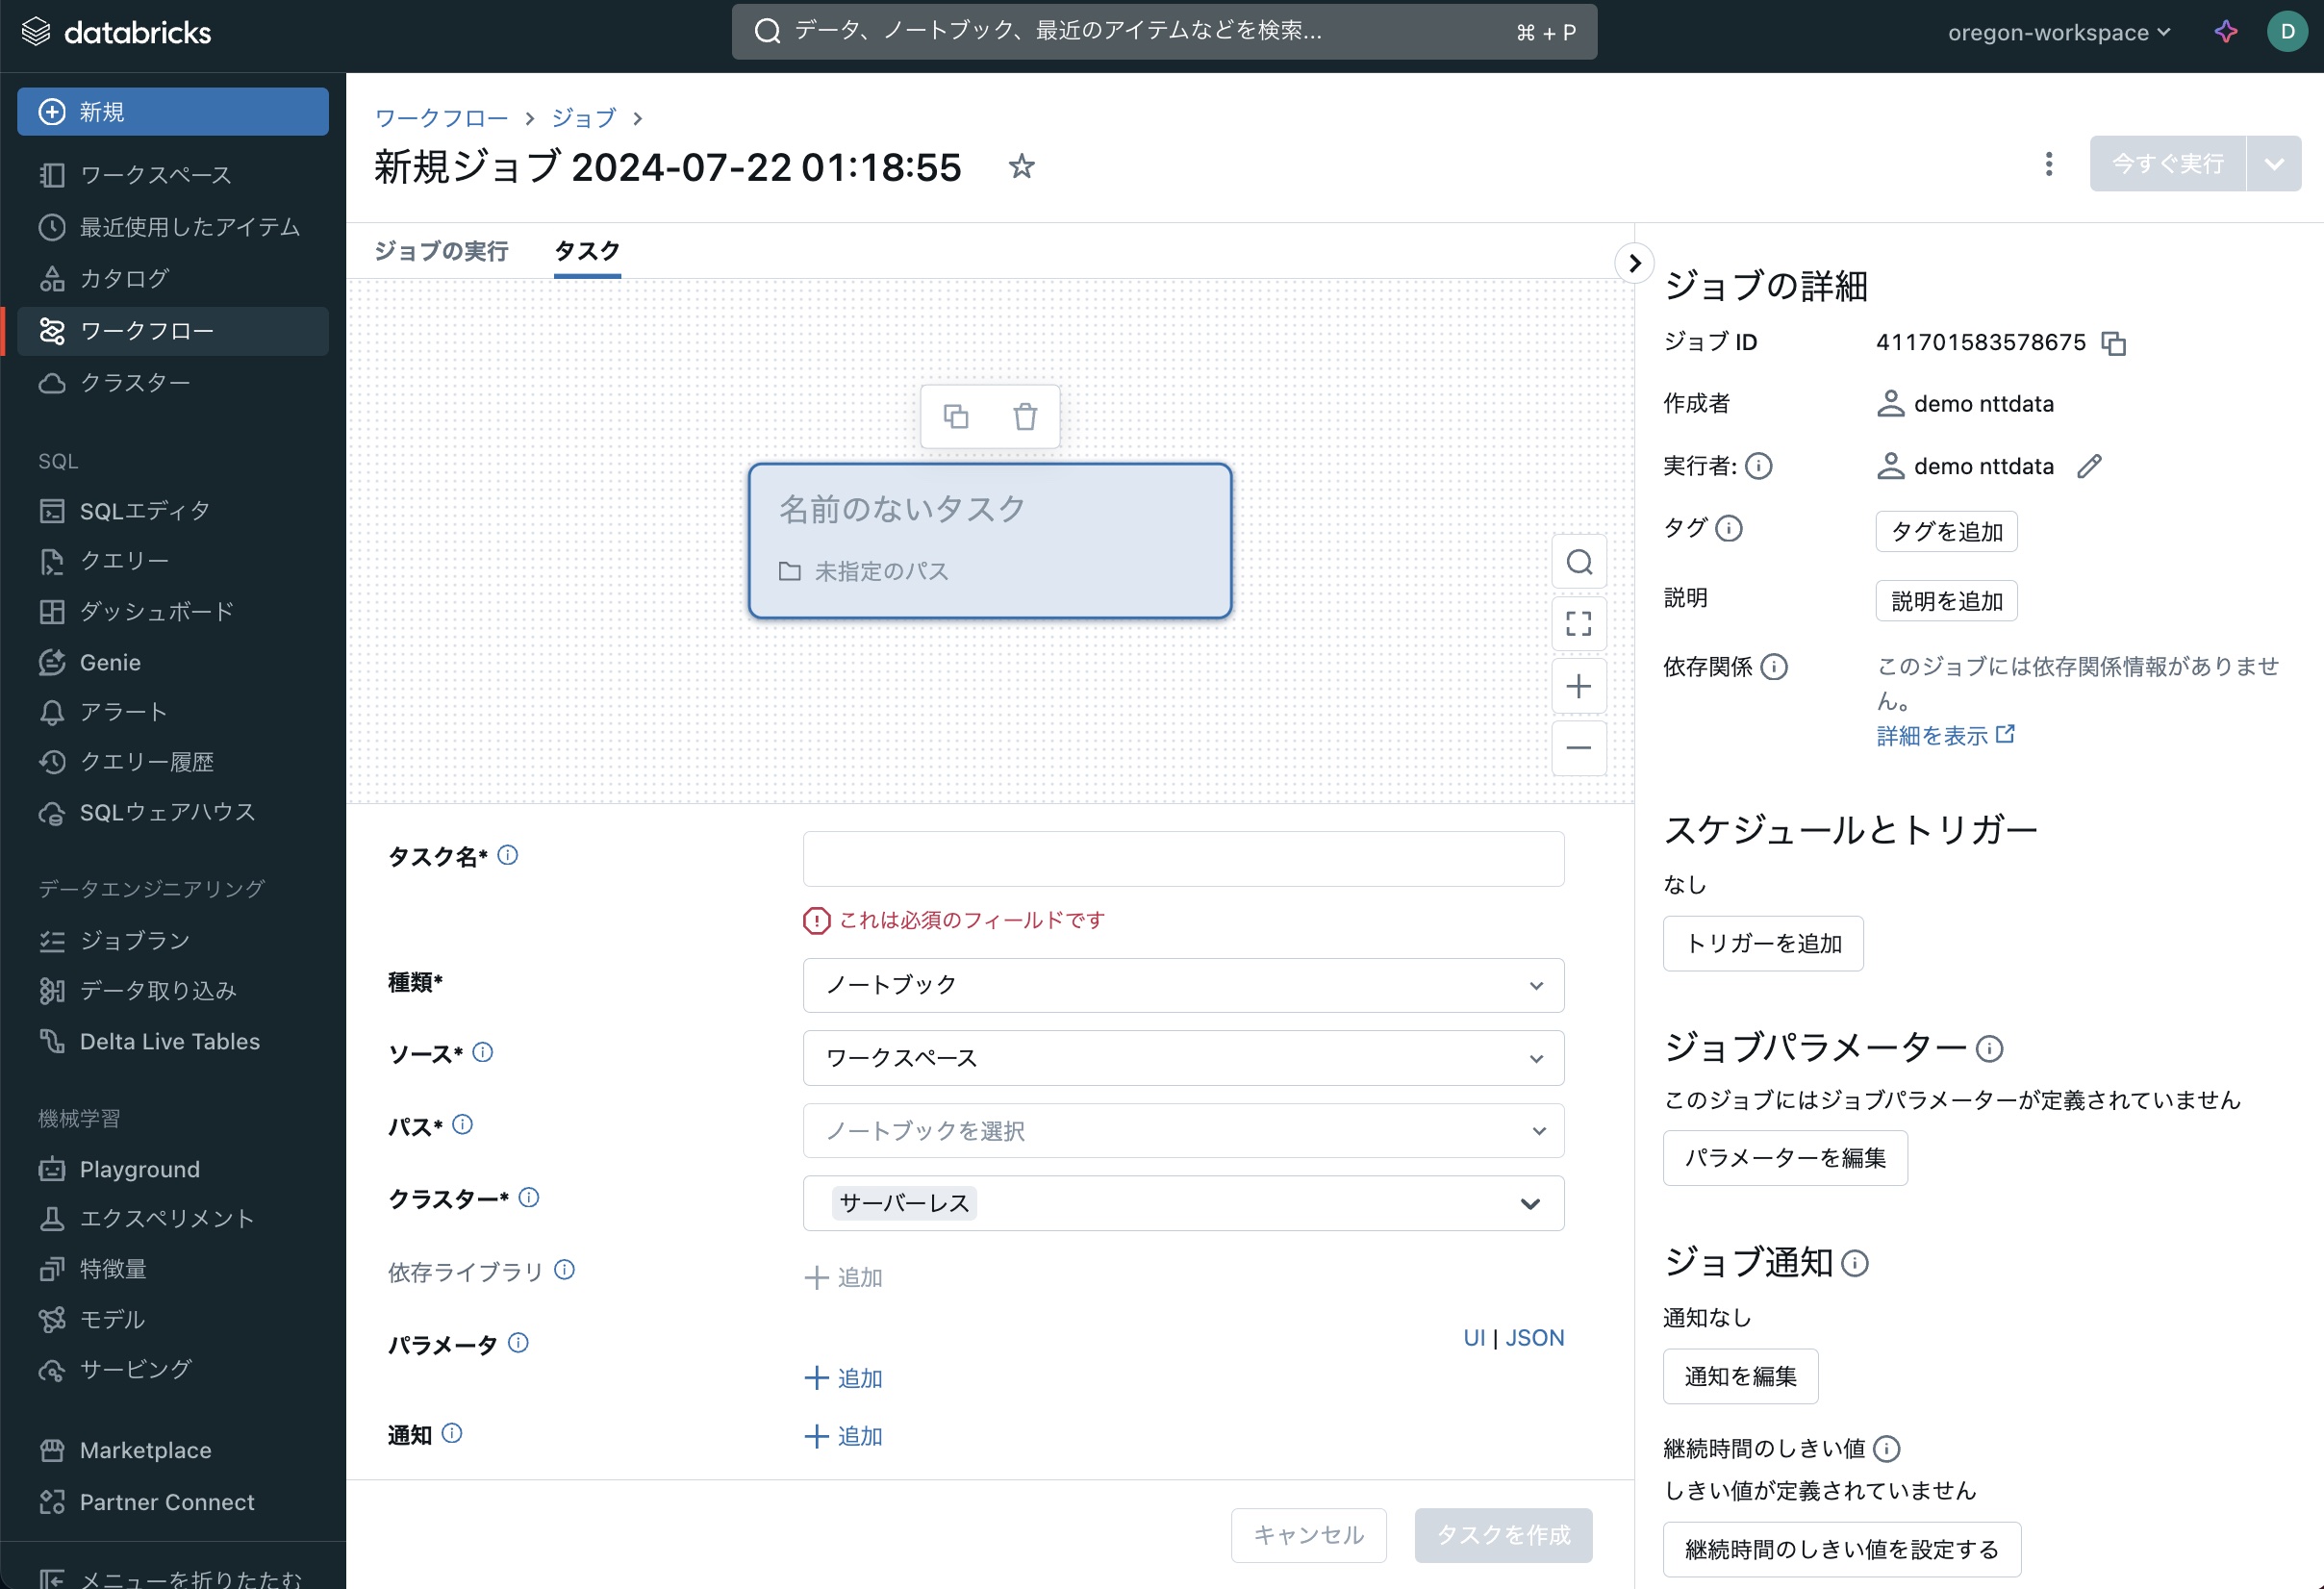 databricks
データ、ノートブック、最近のアイテムなどを検索...
⌘ + P
oregon-workspace
D
新規
ワークスペース
最近使用したアイテム
カタログ
ワークフロー
クラスター
SQL
SQLエディタ
クエリー
ダッシュボード
Genie
アラート
クエリー履歴
SQLウェアハウス
データエンジニアリング
ジョブラン
データ取り込み
Delta Live Tables
機械学習
Playground
エクスペリメント
特徴量
モデル
サービング
Marketplace
Partner Connect
メニューを折りたたむ
ワークフロー › ジョブ ›
新規ジョブ 2024-07-22 01:18:55
今すぐ実行
ジョブの実行
タスク
名前のないタスク
未指定のパス
タスク名*
これは必須のフィールドです
種類*
ノートブック
ソース*
ワークスペース
パス*
ノートブックを選択
クラスター*
サーバーレス
依存ライブラリ
追加
パラメータ
UI | JSON
追加
通知
追加
キャンセル
タスクを作成
ジョブの詳細
ジョブ ID
411701583578675
作成者
demo nttdata
実行者:
demo nttdata
タグ
タグを追加
説明
説明を追加
依存関係
このジョブには依存関係情報がありませ
ん。
詳細を表示
スケジュールとトリガー
なし
トリガーを追加
ジョブパラメーター
このジョブにはジョブパラメーターが定義されていません
パラメーターを編集
ジョブ通知
通知なし
通知を編集
継続時間のしきい値
しきい値が定義されていません
継続時間のしきい値を設定する